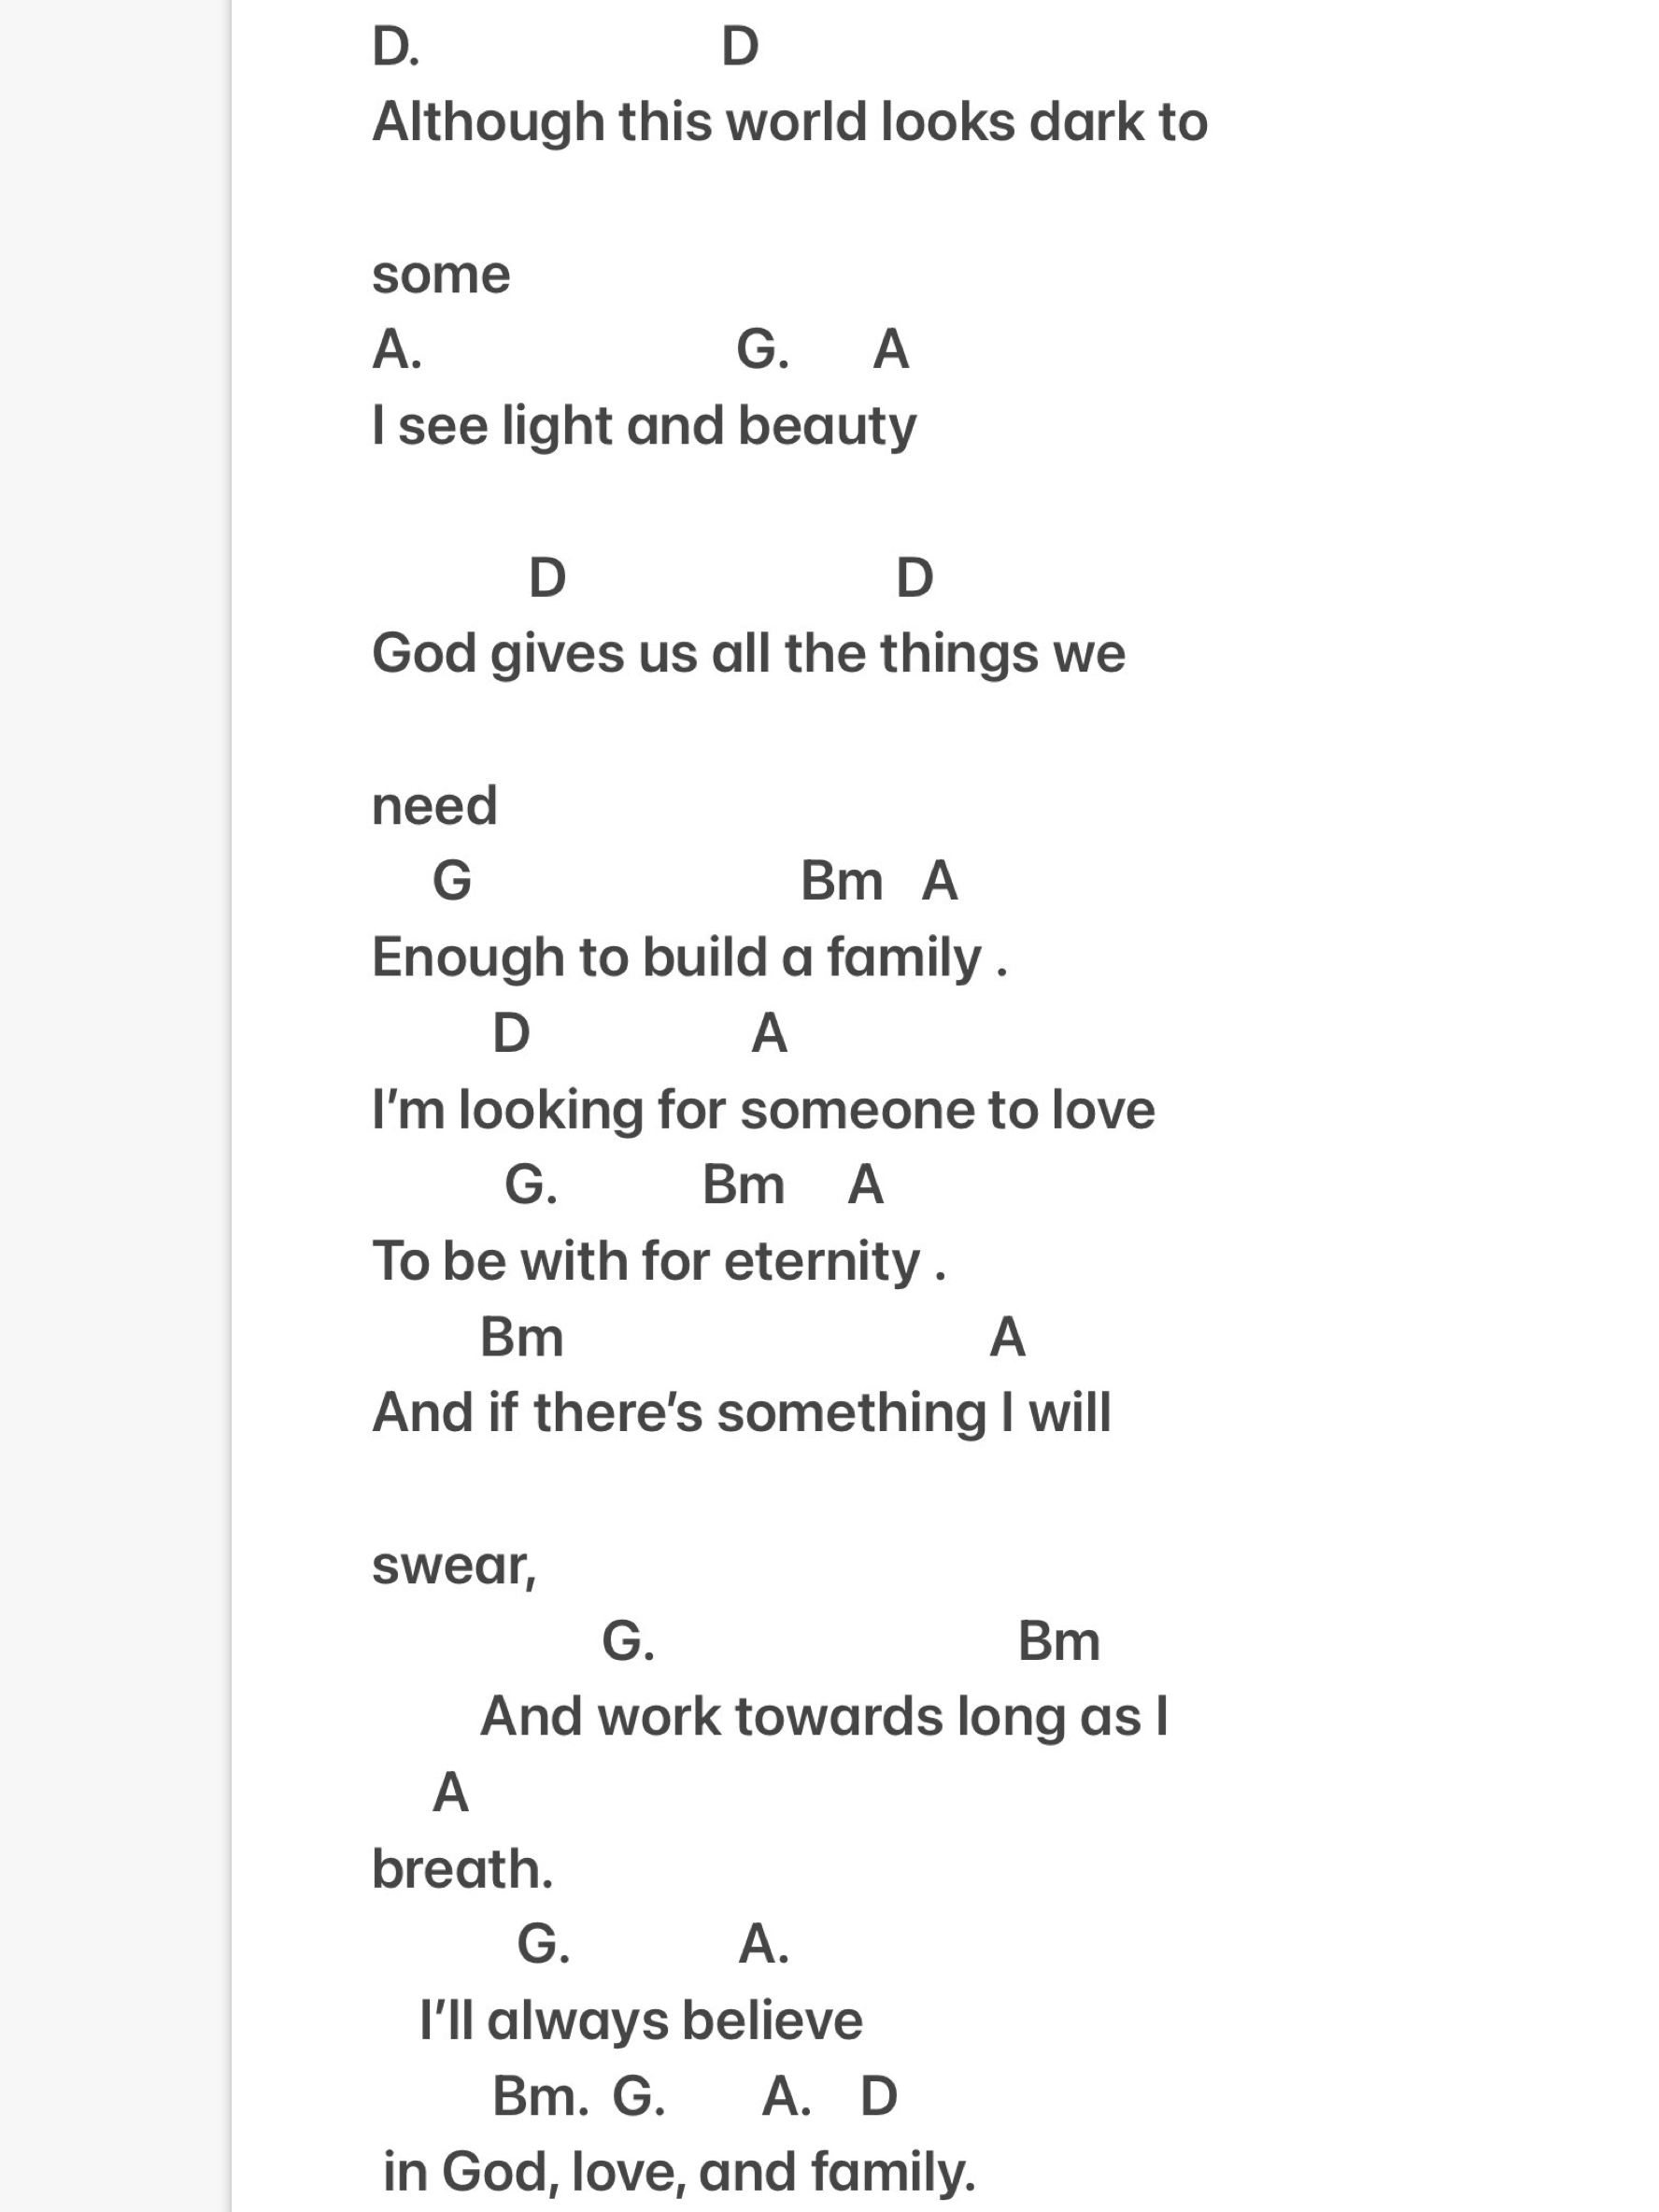 D.                         D
Although this world looks dark to
some
A.                          G.      A
I see light and beauty
             D                           D
God gives us all the things we
need
     G                           Bm   A
Enough to build a family .
          D                  A
I’m looking for someone to love
           G.            Bm     A
To be with for eternity .
         Bm                                   A
And if there’s something I will
swear,
                   G.                              Bm
         And work towards long as I
     A
breath.
            G.              A.
    I’ll always believe
          Bm.  G.        A.    D
 in God, love, and family.